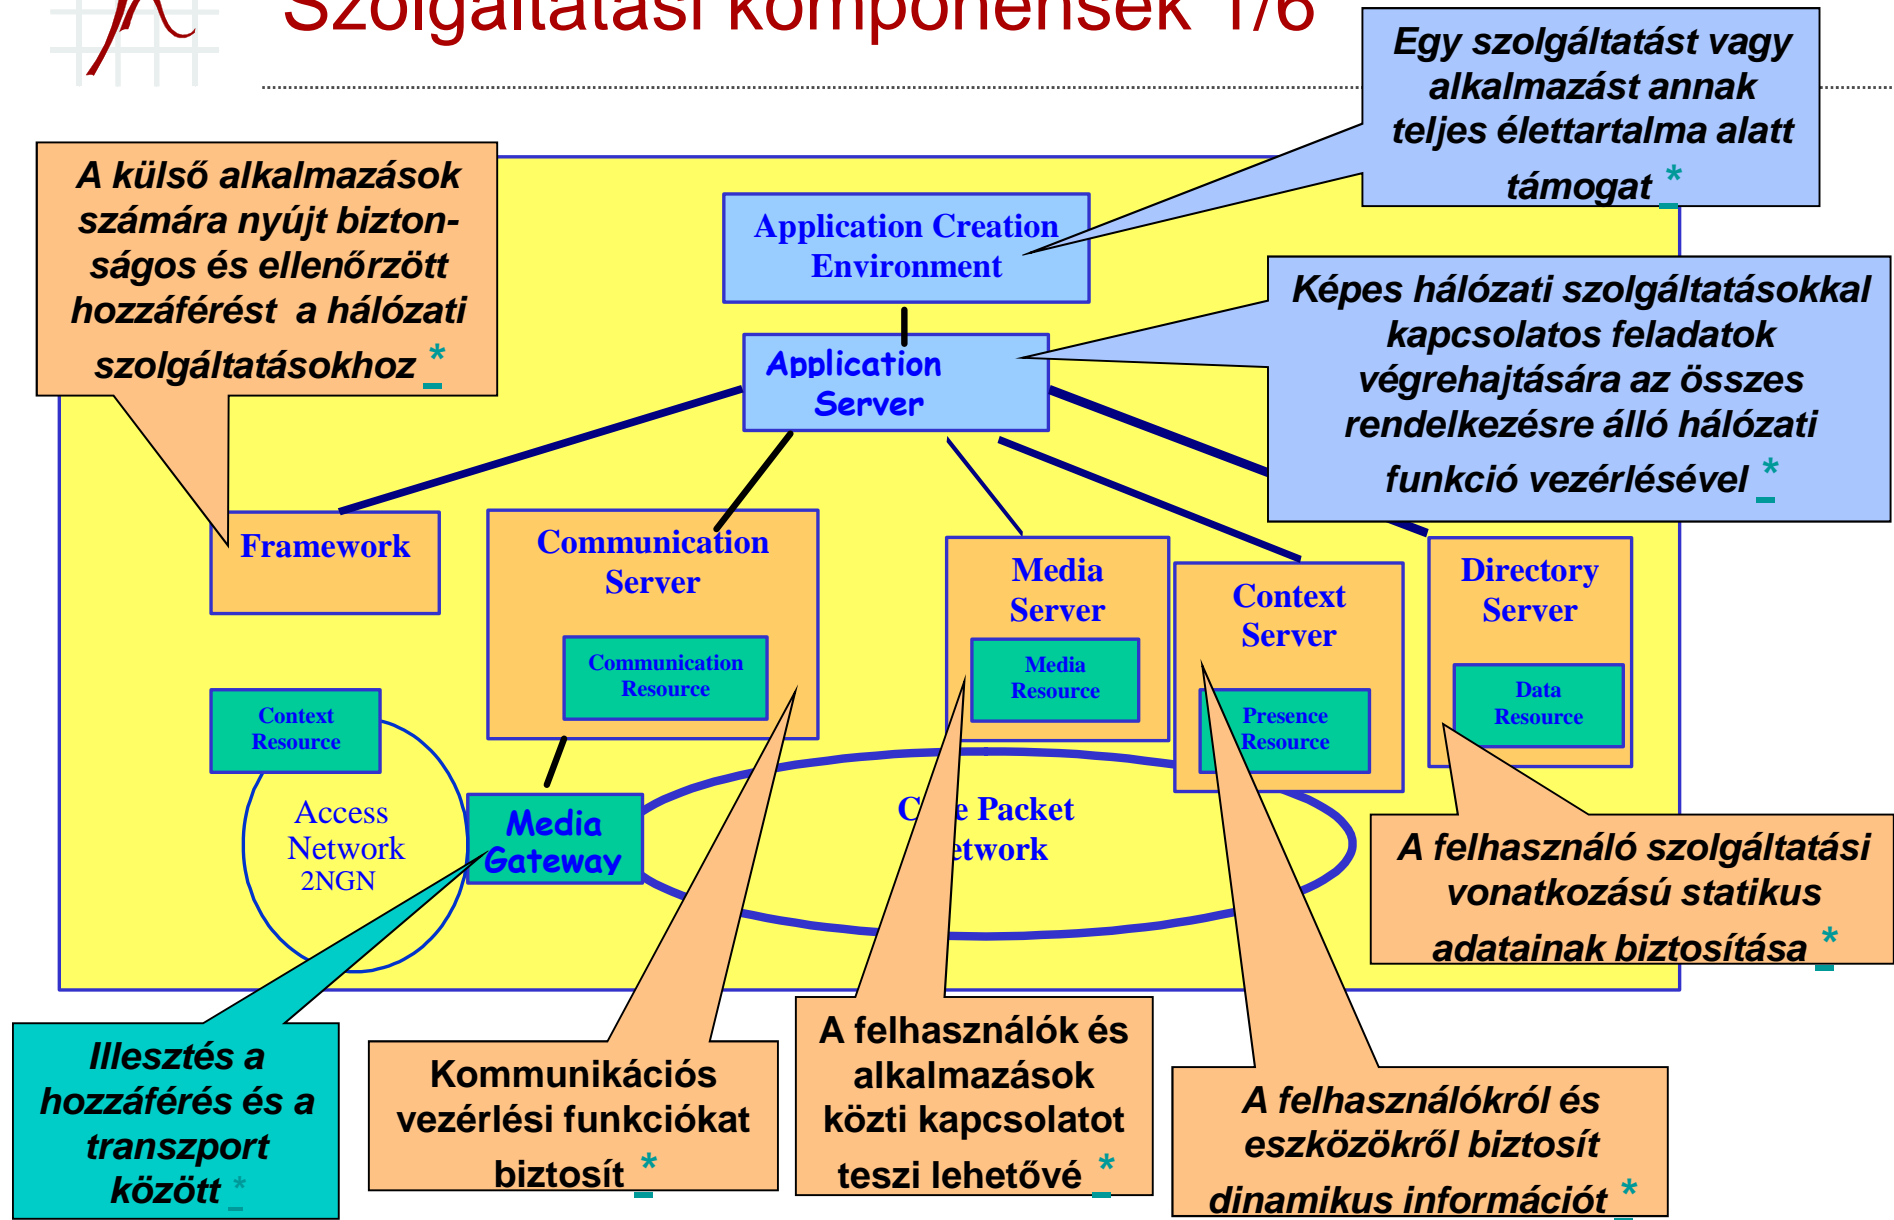 Szolgáltatási komponensek 1/6
Egy szolgáltatást vagy
alkalmazást annak
teljes élettartalma alatt
támogat *
A külső alkalmazások
számára nyújt bizton-
ságos és ellenőrzött
hozzáférést a hálózati
szolgáltatásokhoz *
Application Creation
Environment
Képes hálózati szolgáltatásokkal
kapcsolatos feladatok
végrehajtására az összes
rendelkezésre álló hálózati
funkció vezérlésével *
Application
Server
Framework
Communication
Server
Communication
Resource
Media
Server
Media
Resource
Context
Server
Presence
Resource
Directory
Server
Data
Resource
Context
Resource
Access
Network
2NGN
Media
Gateway
Packet
A felhasználó szolgáltatási
vonatkozású statikus
adatainak biztosítása *
Illesztés a
hozzáférés és a
transzport
között *
Kommunikációs
vezérlési funkciókat
biztosít *
A felhasználók és
alkalmazások
közti kapcsolatot
teszi lehetővé *
A felhasználókról és
eszközökről biztosít
dinamikus információt *